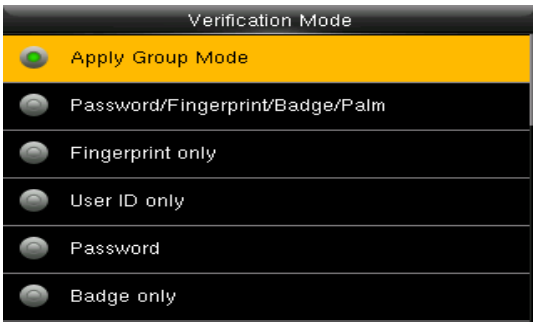 Verification Mode
Apply Group Mode
Password/Fingerprint/Badge/Palm
Fingerprint only
User ID only
Password
Badge only